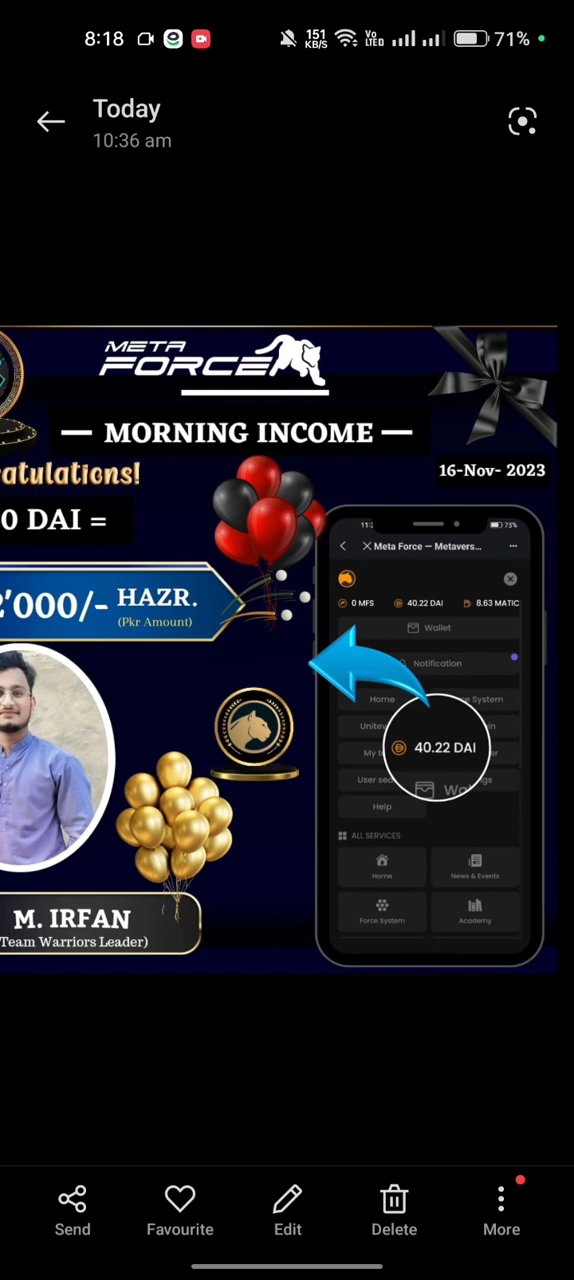 8:18
151
KB/S
Vo
LTE
71%
Today
10:36 am
META
FORCE
— MORNING INCOME —
ratulations!
16-Nov- 2023
0 DAI =
2'000/- HAZR.
(Pkr Amount)
73%
Meta Force — Metavers...
0 MFS 40.22 DAI 8.63 MATIC
Wallet
Notification
Home
40.22 DAI
Help
ALL SERVICES
Home News & Events
Force System Academy
M. IRFAN
Team Warriors Leader)
Send Favourite Edit Delete More